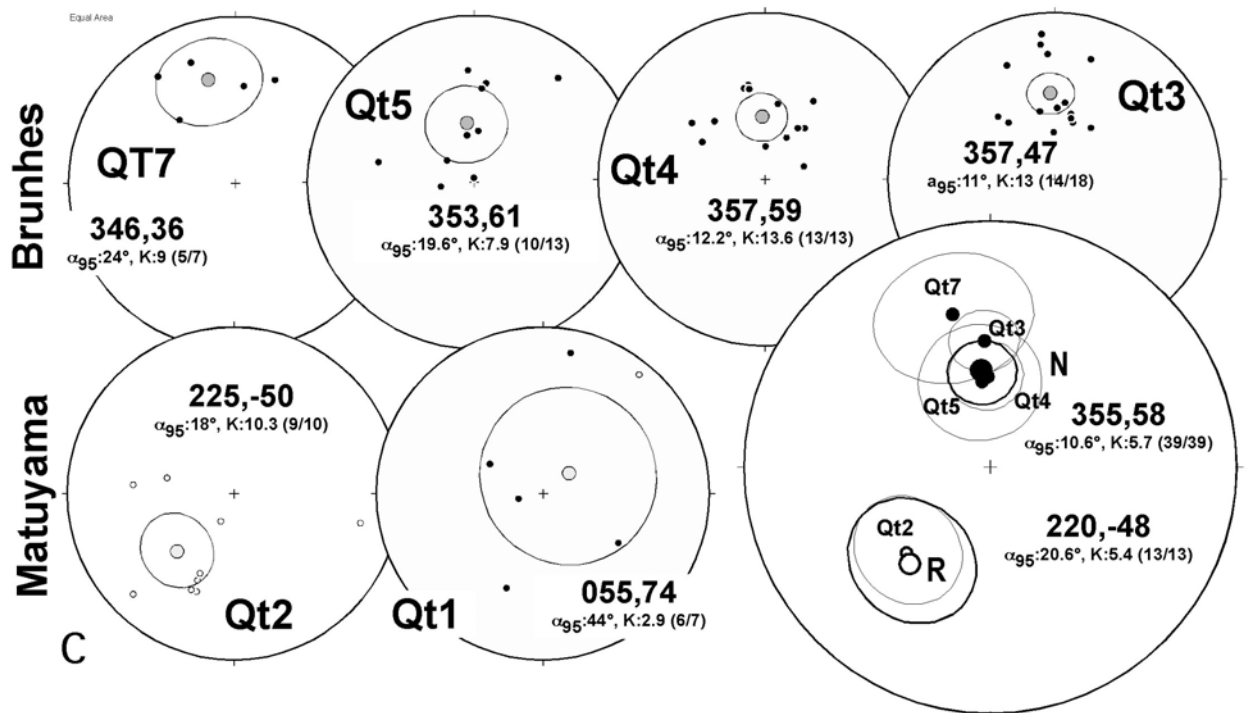 Equal Area
Brunhes
QT7
346,36
α95:24°, K:9 (5/7)
Qt5
353,61
α95:19.6°, K:7.9 (10/13)
Qt4
357,59
α95:12.2°, K:13.6 (13/13)
Qt3
357,47
a95:11°, K:13 (14/18)
Matuyama
225,-50
α95:18°, K:10.3 (9/10)
Qt2
Qt1
055,74
α95:44°, K:2.9 (6/7)
Qt7
Qt3
N
Qt5
Qt4
355,58
α95:10.6°, K:5.7 (39/39)
Qt2
R
220,-48
α95:20.6°, K:5.4 (13/13)
C